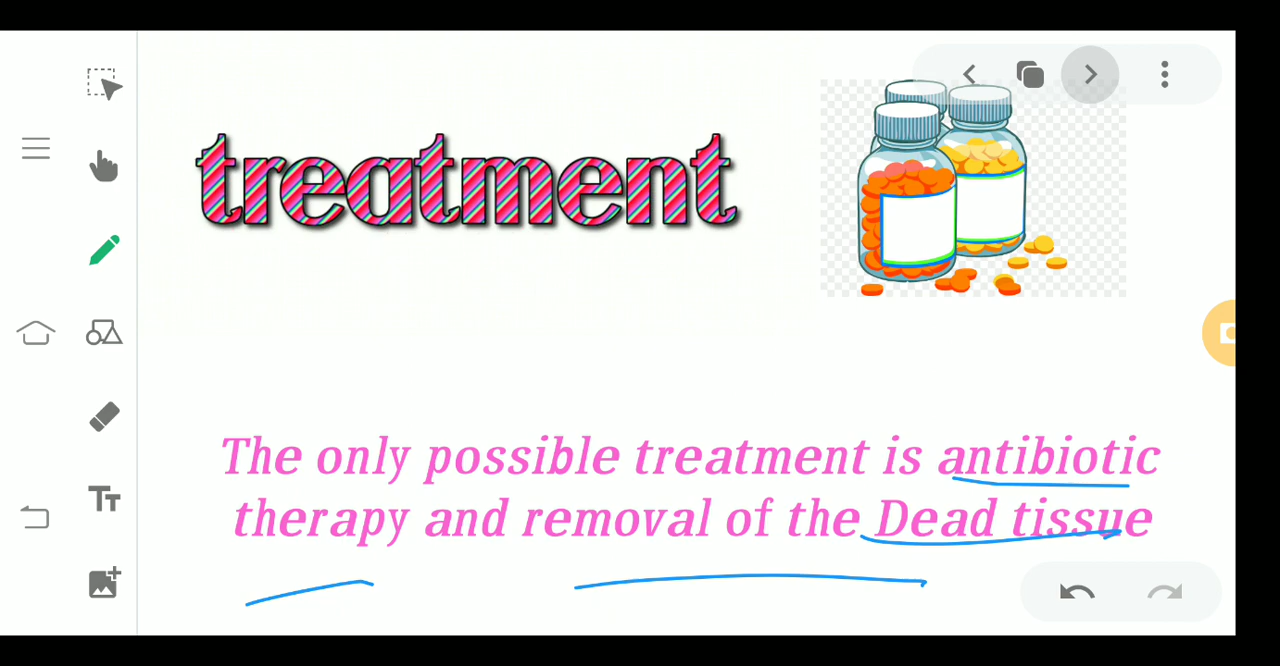 treatment
The only possible treatment is antibiotic
therapy and removal of the Dead tissue